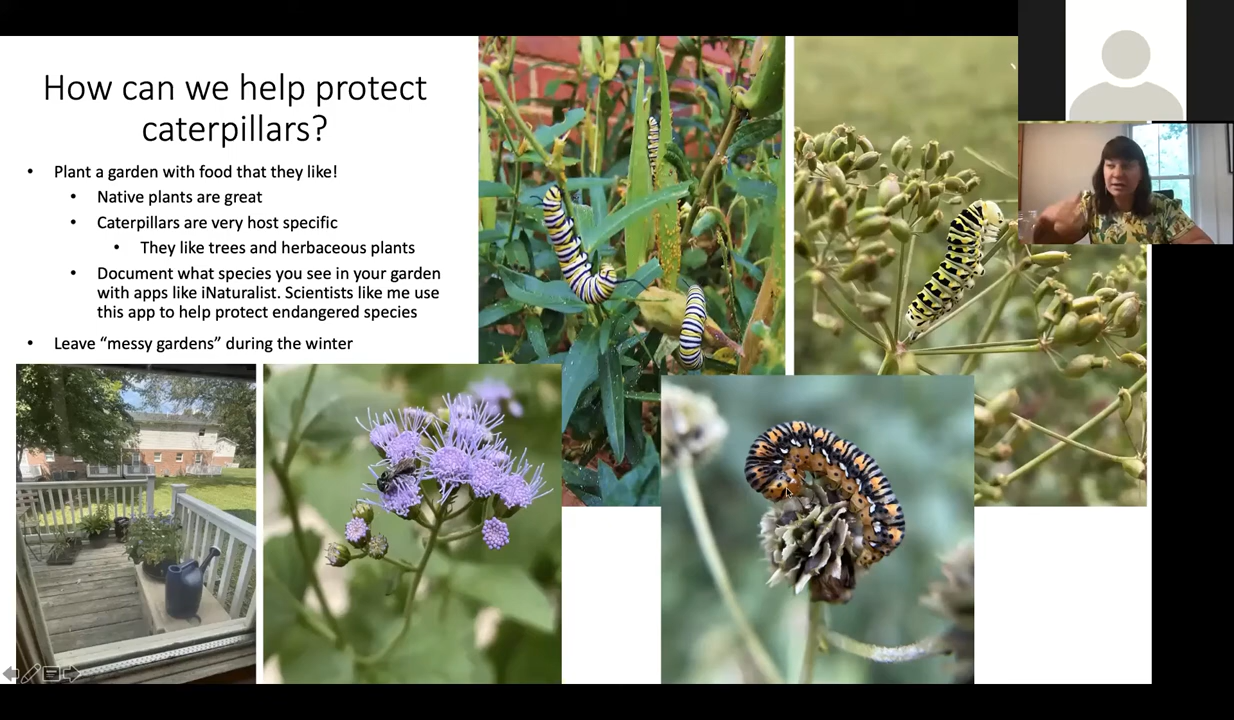 How can we help protect
caterpillars?
• Plant a garden with food that they like!
• Native plants are great
• Caterpillars are very host specific
• They like trees and herbaceous plants
• Document what species you see in your garden
with apps like iNaturalist. Scientists like me use
this app to help protect endangered species
• Leave “messy gardens” during the winter